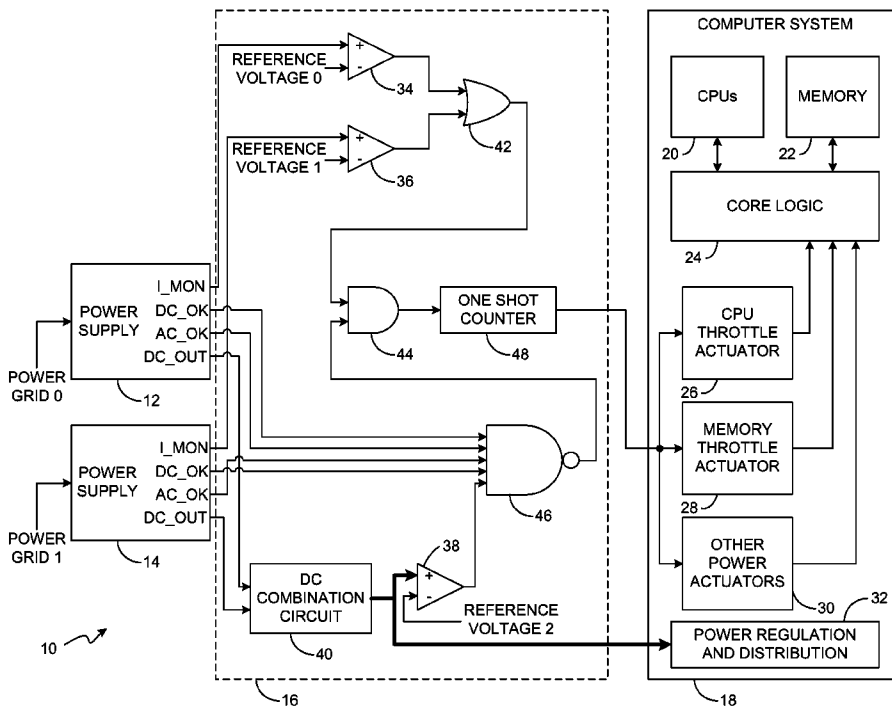 COMPUTER SYSTEM
REFERENCE
VOLTAGE 0
+
-
34
42
REFERENCE
VOLTAGE 1
+
-
36
CPUs
20
MEMORY
22
CORE LOGIC
24
POWER
SUPPLY
I_MON
DC_OK
AC_OK
DC_OUT
POWER
GRID 0
12
44
ONE SHOT
COUNTER
48
CPU
THROTTLE
ACTUATOR
26
POWER
SUPPLY
I_MON
DC_OK
AC_OK
DC_OUT
POWER
GRID 1
14
46
MEMORY
THROTTLE
ACTUATOR
28
OTHER
POWER
ACTUATORS
30
DC
COMBINATION
CIRCUIT
40
38
+
-
REFERENCE
VOLTAGE 2
32
POWER REGULATION
AND DISTRIBUTION
10
16
18